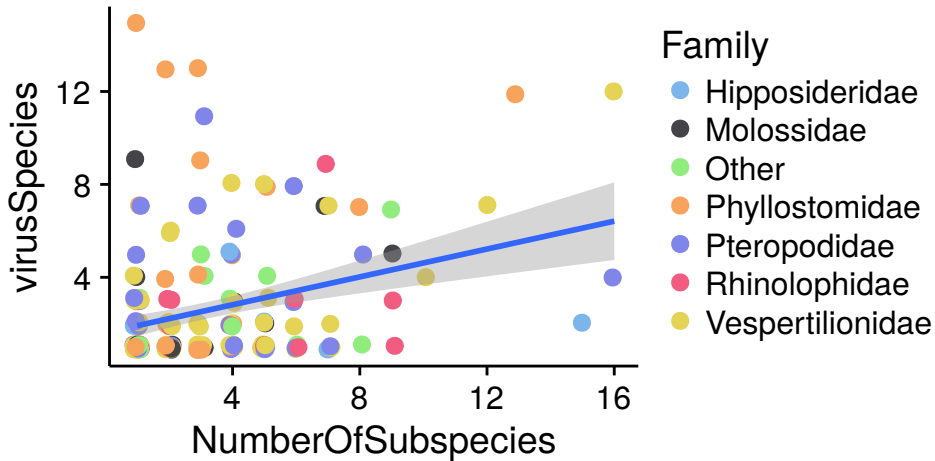 virusSpecies
12
8
4
4
8
12
16
NumberOfSubspecies
Family
Hipposideridae
Molossidae
Other
Phyllostomidae
Pteropodidae
Rhinolophidae
Vespertilionidae